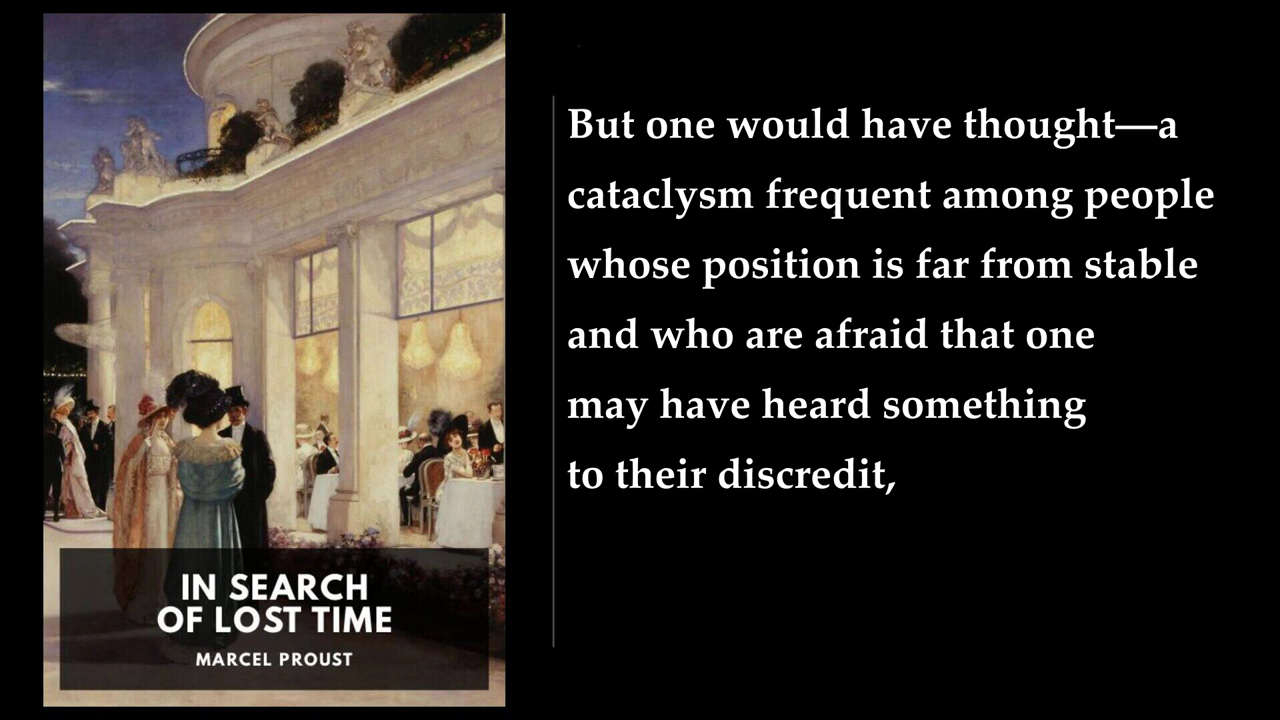 But one would have thought—a
cataclysm frequent among people
whose position is far from stable
and who are afraid that one
may have heard something
to their discredit,
IN SEARCH
OF LOST TIME
MARCEL PROUST